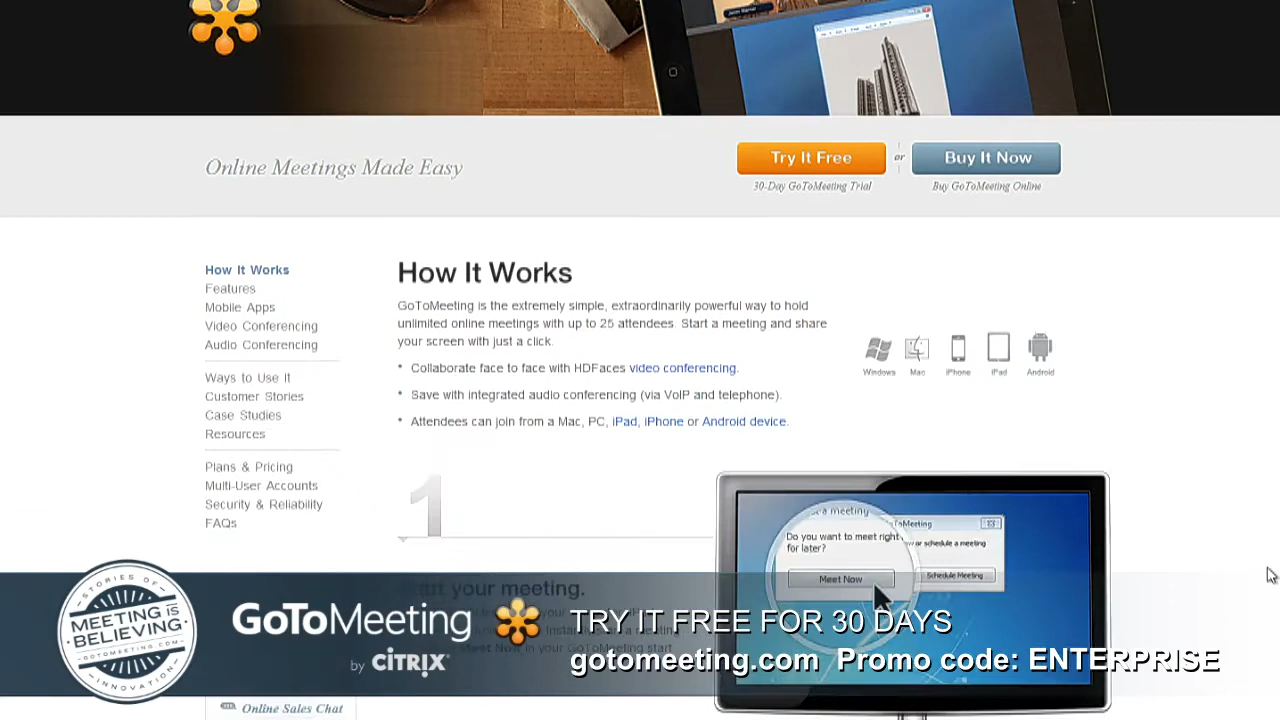 Online Meetings Made Easy
Try It Free
or
Buy It Now
30-Day GoToMeeting Trial
Buy GoToMeeting Online
How It Works
Features
Mobile Apps
Video Conferencing
Audio Conferencing
Ways to Use It
Customer Stories
Case Studies
Resources
Plans & Pricing
Multi-User Accounts
Security & Reliability
FAQs
How It Works
GoToMeeting is the extremely simple, extraordinarily powerful way to hold
unlimited online meetings with up to 25 attendees. Start a meeting and share
your screen with just a click.
* Collaborate face to face with HDFaces video conferencing.
* Save with integrated audio conferencing (via VoIP and telephone).
* Attendees can join from a Mac, PC, iPad, iPhone or Android device.
Windows
Mac
iPhone
iPad
Android
1
your meeting.
a meeting
Do you want to meet right
for later?
Meet Now
or schedule a meeting
Schedule Meeting
STORIES OF
MEETING IS
BELIEVING
GOTOMEETING.COM
INNOVATION
GoToMeeting
by CITRIX
TRY IT FREE FOR 30 DAYS
gotomeeting.com Promo code: ENTERPRISE
Online Sales Chat